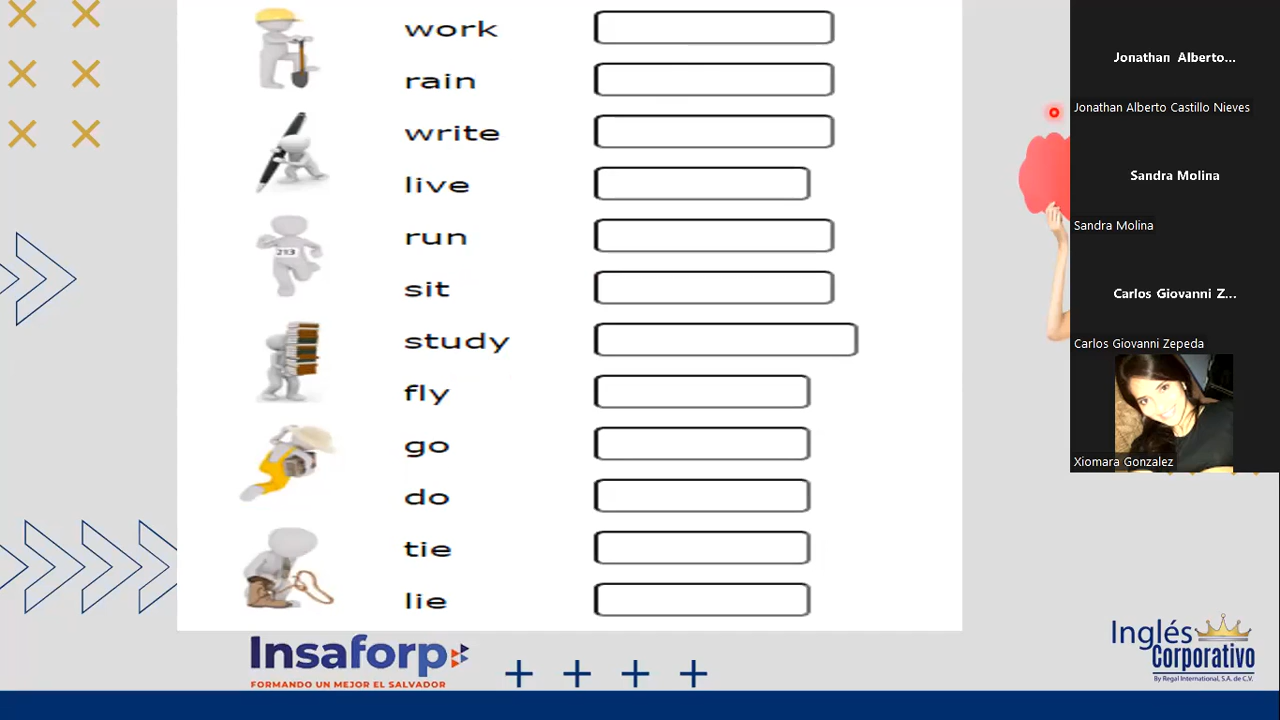 work
rain
write
live
run
213
sit
study
fly
go
do
tie
lie
Insaforp
FORMANDO UN MEJOR EL SALVADOR
Inglés
Corporativo
By Regal International, S.A. de C.V.
Jonathan Alberto...
Jonathan Alberto Castillo Nieves
Sandra Molina
Sandra Molina
Carlos Giovanni Z...
Carlos Giovanni Zepeda
Xiomara Gonzalez